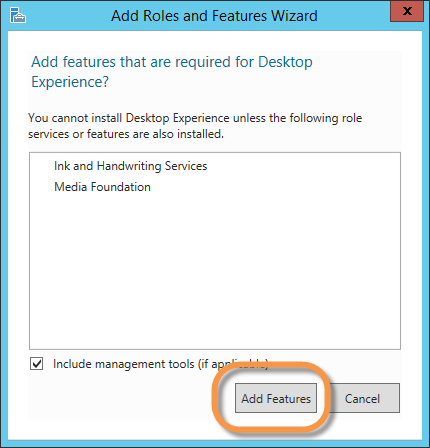 Add Roles and Features Wizard
x
Add features that are required for Desktop
Experience?
You cannot install Desktop Experience unless the following role
services or features are also installed.
Ink and Handwriting Services
Media Foundation
Include management tools (if applicable)
Add Features
Cancel